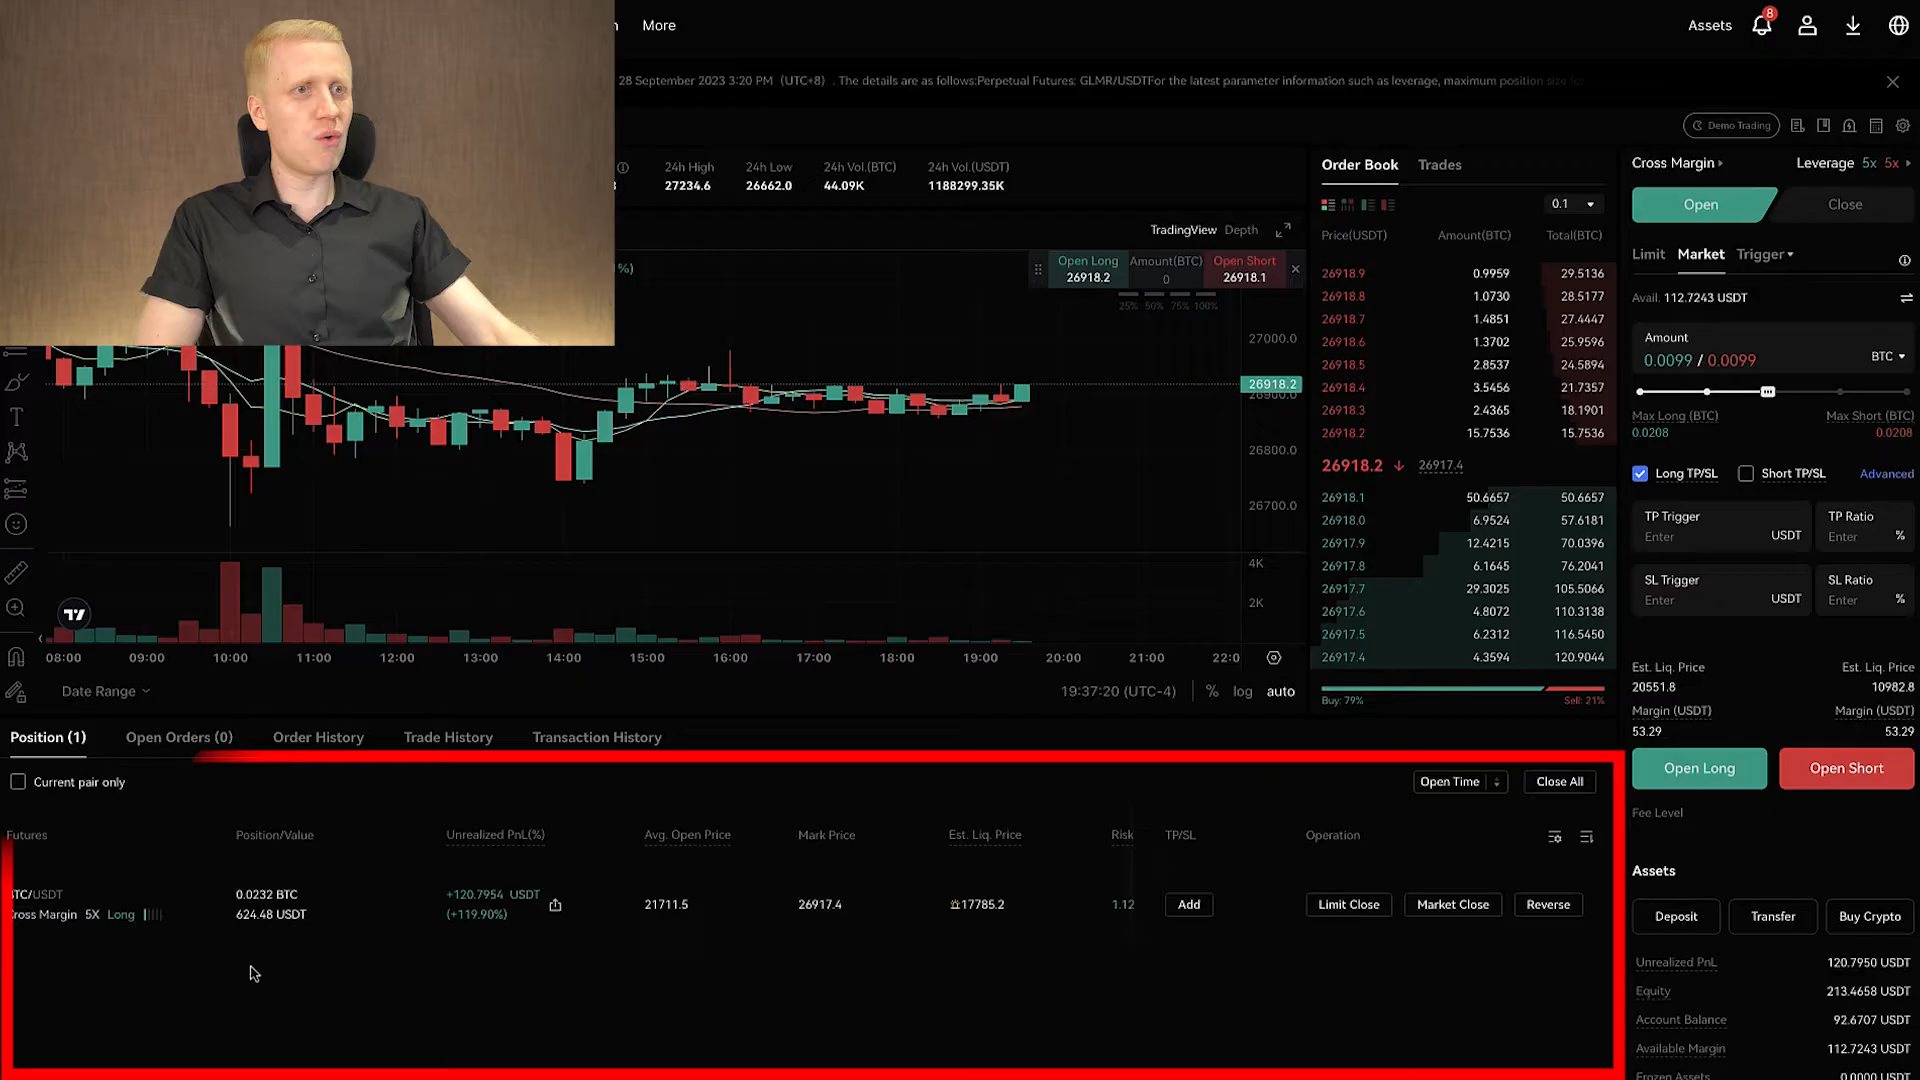 More
Assets
8
28 September 2023 3:20 PM (UTC+8) . The details are as follows:Perpetual Futures: GLMR/USDTFor the latest parameter information such as leverage, maximum position size fo
Demo Trading
24h High 24h Low 24h Vol.(BTC) 24h Vol.(USDT)
27234.6 26662.0 44.09K 1188299.35K
Order Book Trades
Cross Margin Leverage 5x 5x
Open Close
0.1
TradingView Depth
Price(USDT) Amount(BTC) Total(BTC)
%)
Open Long Amount(BTC) Open Short
26918.2 0 26918.1
25% 50% 75% 100%
Limit Market Trigger
26918.9 0.9959 29.5136
26918.8 1.0730 28.5177
26918.7 1.4851 27.4447
26918.6 1.3702 25.9596
26918.5 2.8537 24.5894
26918.4 3.5456 21.7357
26918.3 2.4365 18.1901
26918.2 15.7536 15.7536
26918.2 26917.4
26918.1 50.6657 50.6657
26918.0 6.9524 57.6181
26917.9 12.4215 70.0396
26917.8 6.1645 76.2041
26917.7 29.3025 105.5066
26917.6 4.8072 110.3138
26917.5 6.2312 116.5450
26917.4 4.3594 120.9044
Buy: 79% Sell: 21%
Avail. 112.7243 USDT
Amount
0.0099 / 0.0099 BTC
Max Long (BTC) Max Short (BTC)
0.0208 0.0208
Long TP/SL Short TP/SL Advanced
TP Trigger TP Ratio
Enter USDT Enter %
SL Trigger SL Ratio
Enter USDT Enter %
Est. Liq. Price Est. Liq. Price
20551.8 10982.8
Margin (USDT) Margin (USDT)
53.29 53.29
Open Long Open Short
Fee Level
27000.0
26918.2
26900.0
26800.0
26700.0
4K
2K
T
08:00 09:00 10:00 11:00 12:00 13:00 14:00 15:00 16:00 17:00 18:00 19:00 20:00 21:00 22:0
Date Range 19:37:20 (UTC-4) % log auto
Position (1) Open Orders (0) Order History Trade History Transaction History
Current pair only Open Time Close All
Futures Position/Value Unrealized PnL(%) Avg. Open Price Mark Price Est. Liq. Price Risk TP/SL Operation
TC/USDT 0.0232 BTC +120.7954 USDT
ross Margin 5X Long 624.48 USDT (+119.90%)
21711.5 26917.4 17785.2 1.12 Add Limit Close Market Close Reverse
Assets
Deposit Transfer Buy Crypto
Unrealized PnL 120.7950 USDT
Equity 213.4658 USDT
Account Balance 92.6707 USDT
Available Margin 112.7243 USDT
Frozen Assets 0.0000 USDT